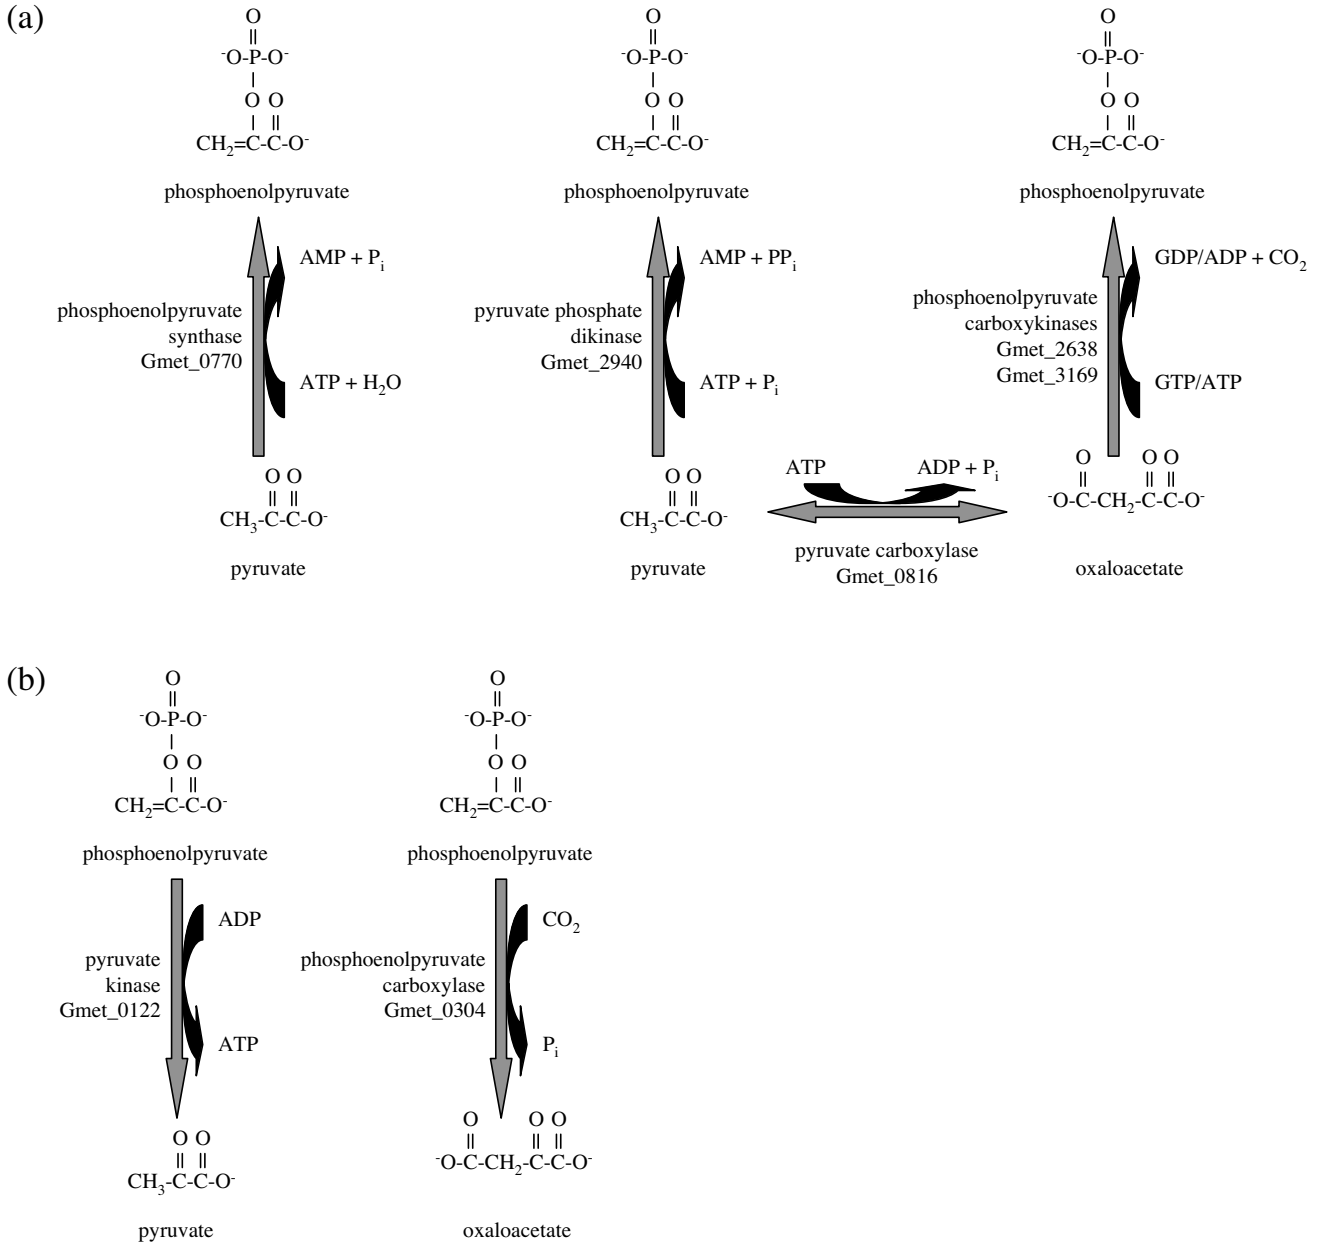 (a)
O
||
⁻O-P-O⁻
|
O O
| ||
CH₂=C-C-O⁻
phosphoenolpyruvate
AMP + Pᵢ
phosphoenolpyruvate
synthase
Gmet_0770
ATP + H₂O
O O
|| ||
CH₃-C-C-O⁻
pyruvate
O
||
⁻O-P-O⁻
|
O O
| ||
CH₂=C-C-O⁻
phosphoenolpyruvate
AMP + PPᵢ
pyruvate phosphate
dikinase
Gmet_2940
ATP + Pᵢ
O O
|| ||
CH₃-C-C-O⁻
pyruvate
ATP
ADP + Pᵢ
pyruvate carboxylase
Gmet_0816
O
||
⁻O-P-O⁻
|
O O
| ||
CH₂=C-C-O⁻
phosphoenolpyruvate
GDP/ADP + CO₂
phosphoenolpyruvate
carboxykinases
Gmet_2638
Gmet_3169
GTP/ATP
O O O
|| || ||
⁻O-C-CH₂-C-C-O⁻
oxaloacetate
(b)
O
||
⁻O-P-O⁻
|
O O
| ||
CH₂=C-C-O⁻
phosphoenolpyruvate
ADP
pyruvate
kinase
Gmet_0122
ATP
O O
|| ||
CH₃-C-C-O⁻
pyruvate
O
||
⁻O-P-O⁻
|
O O
| ||
CH₂=C-C-O⁻
phosphoenolpyruvate
CO₂
phosphoenolpyruvate
carboxylase
Gmet_0304
Pᵢ
O O O
|| || ||
⁻O-C-CH₂-C-C-O⁻
oxaloacetate